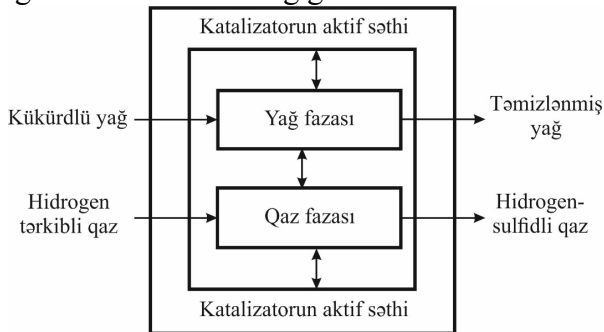 Katalizatorun aktif səthi
Kükürdlü yağ
Yağ fazası
Təmizlənmiş
yağ
Hidrogen
tərkibli qaz
Qaz fazası
Hidrogen-
sulfidli qaz
Katalizatorun aktif səthi